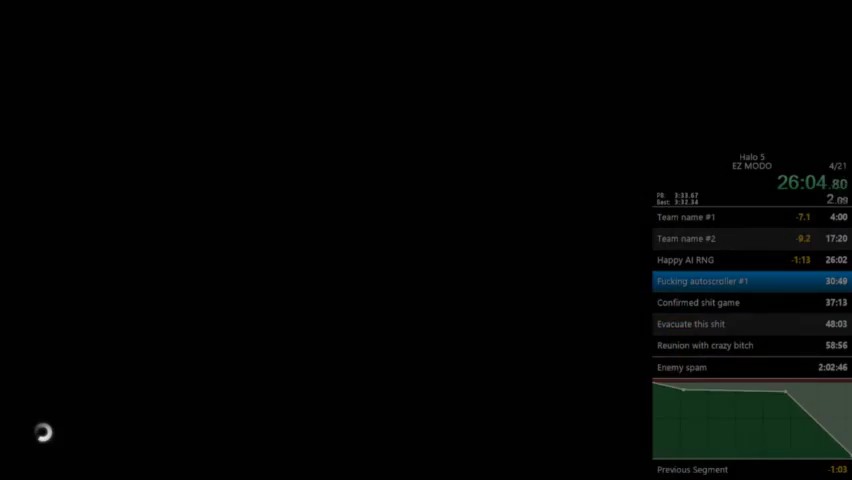 Halo 5
EZ MODO 4/21
26:04.80
PB: 3:33.67
Best: 3:32.34 2.09
Team name #1 -7.1 4:00
Team name #2 -9.2 17:20
Happy AI RNG -1:13 26:02
Fucking autoscroller #1 30:49
Confirmed shit game 37:13
Evacuate this shit 48:03
Reunion with crazy bitch 58:56
Enemy spam 2:02:46
Previous Segment -1:03